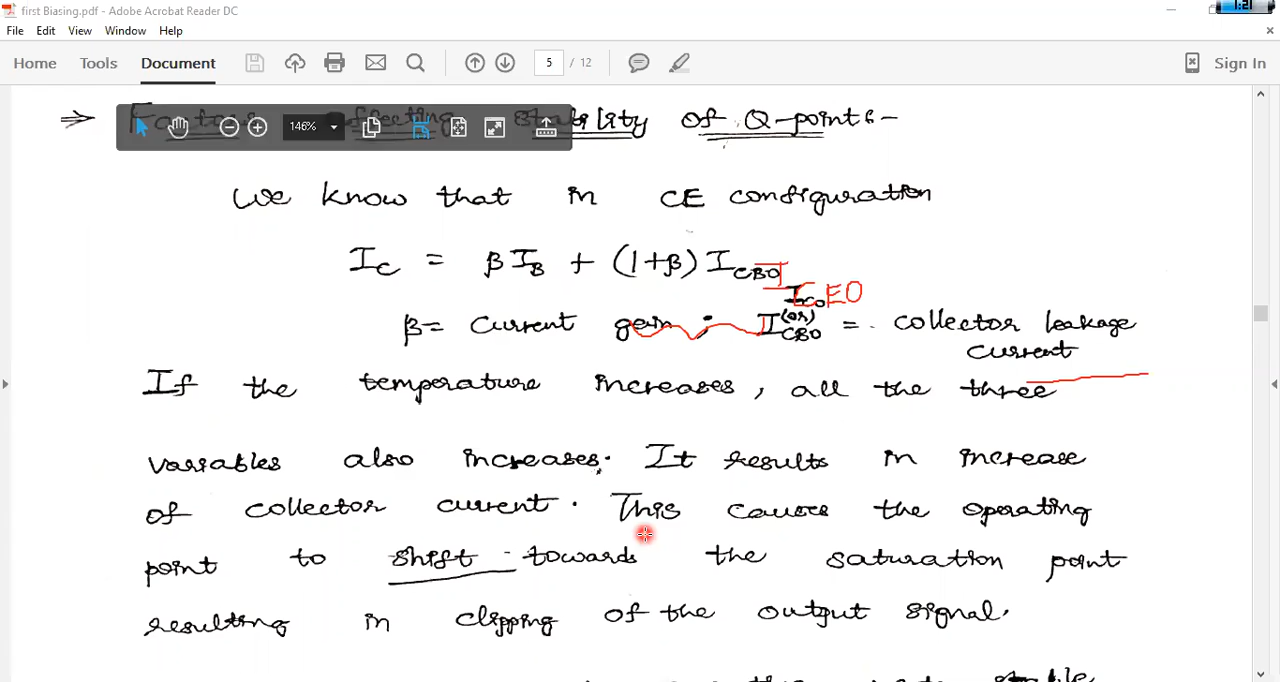 first Biasing.pdf - Adobe Acrobat Reader DC
1:21
File Edit View Window Help
Home Tools Document 5 / 12 Sign In
146%
⇒ Factors affecting stability of Q-point :-
We know that in CE configuration
IC = βIB + (1+β) ICBO
ICO
ICEO
β = Current gain ; (or) ICBO = collector leakage
current
If the temperature increases, all the three
variables also increases. It results in increase
of collector current. This causes the operating
point to shift towards the saturation point
resulting in clipping of the output signal.
stable